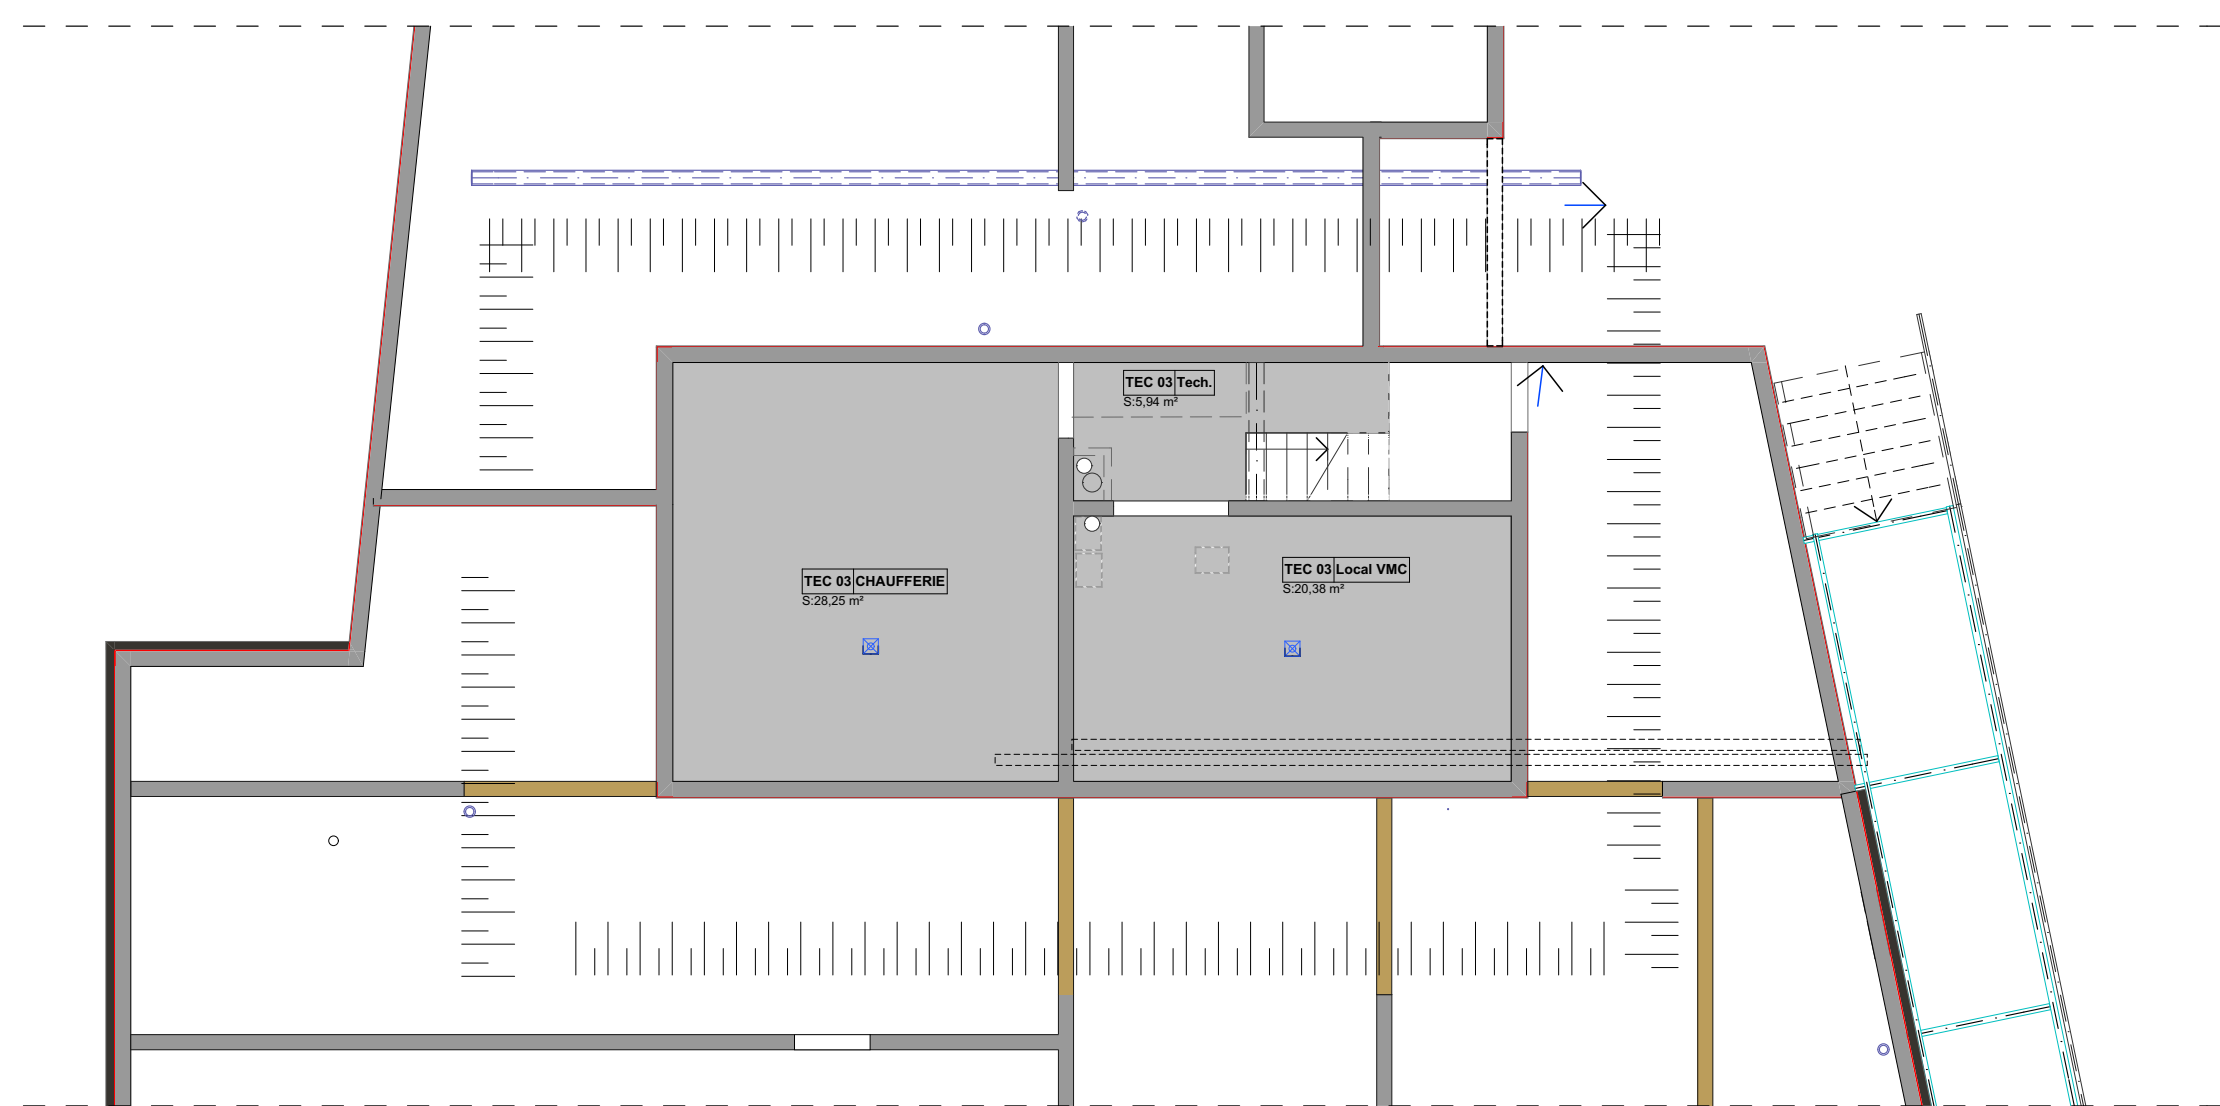 TEC 03 Tech.
S:5,94 m²
TEC 03 Local VMC
S:20,38 m²
TEC 03 CHAUFFERIE
S:28,25 m²